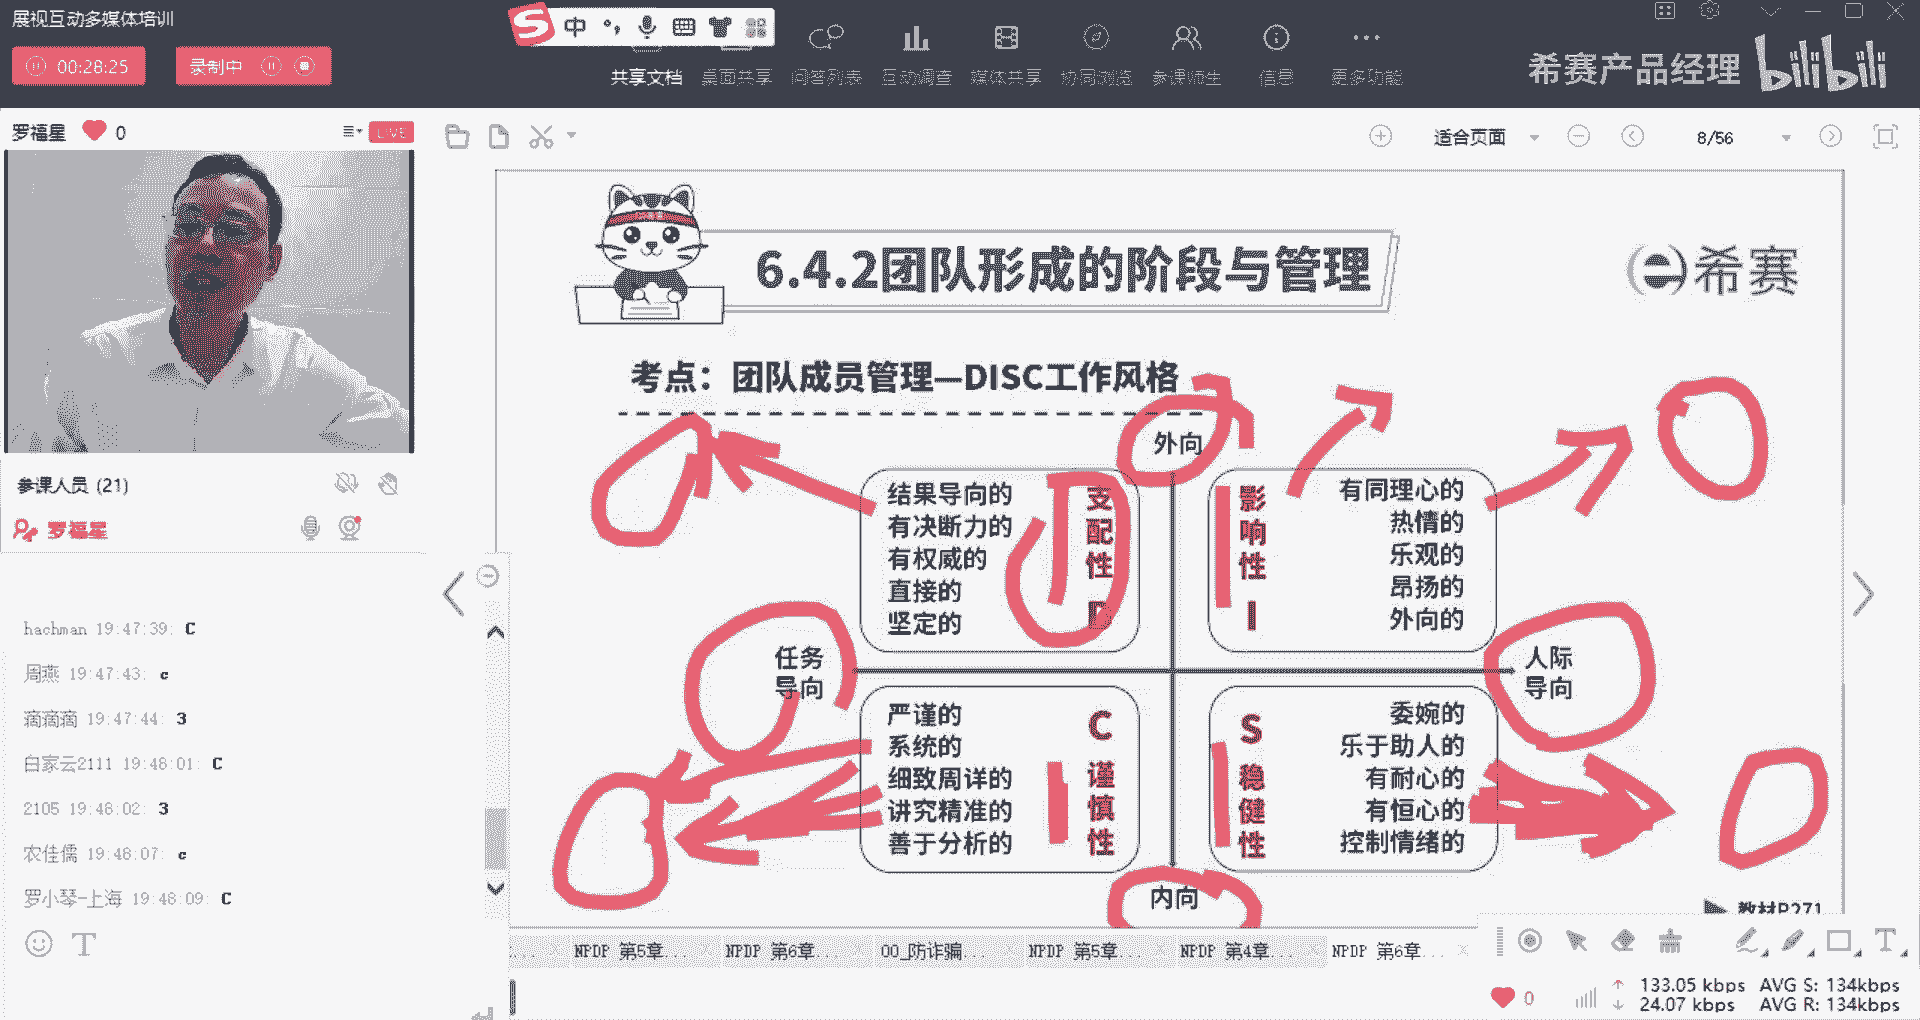 展视互动多媒体培训
中
00:28:25
录制中
共享文档 桌面共享 问答列表 互动调查 媒体共享 协同浏览 参课师生 信息 更多功能
希赛产品经理 bilibili
罗福星 0 LIVE
适合页面 8/56
6.4.2团队形成的阶段与管理
希赛
考点：团队成员管理—DISC工作风格
外向
结果导向的
有决断力的
有权威的
直接的
坚定的
支配性 D
影响性 I
有同理心的
热情的
乐观的
昂扬的
外向的
任务导向
人际导向
严谨的
系统的
细致周详的
讲究精准的
善于分析的
C 谨慎性
S 稳健性
委婉的
乐于助人的
有耐心的
有恒心的
控制情绪的
内向
教材P271
参课人员 (21)
罗福星
hachman 19:47:39: C
周燕 19:47:43: c
滴滴滴 19:47:44: 3
白家云2111 19:48:01: C
2105 19:48:02: 3
农佳儒 19:48:07: c
罗小琴-上海 19:48:09: C
... NPDP 第5章... NPDP 第6章... 00_防诈骗... NPDP 第5章... NPDP 第4章... NPDP 第6章...
0
133.05 kbps AVG S: 134kbps
24.07 kbps AVG R: 134kbps